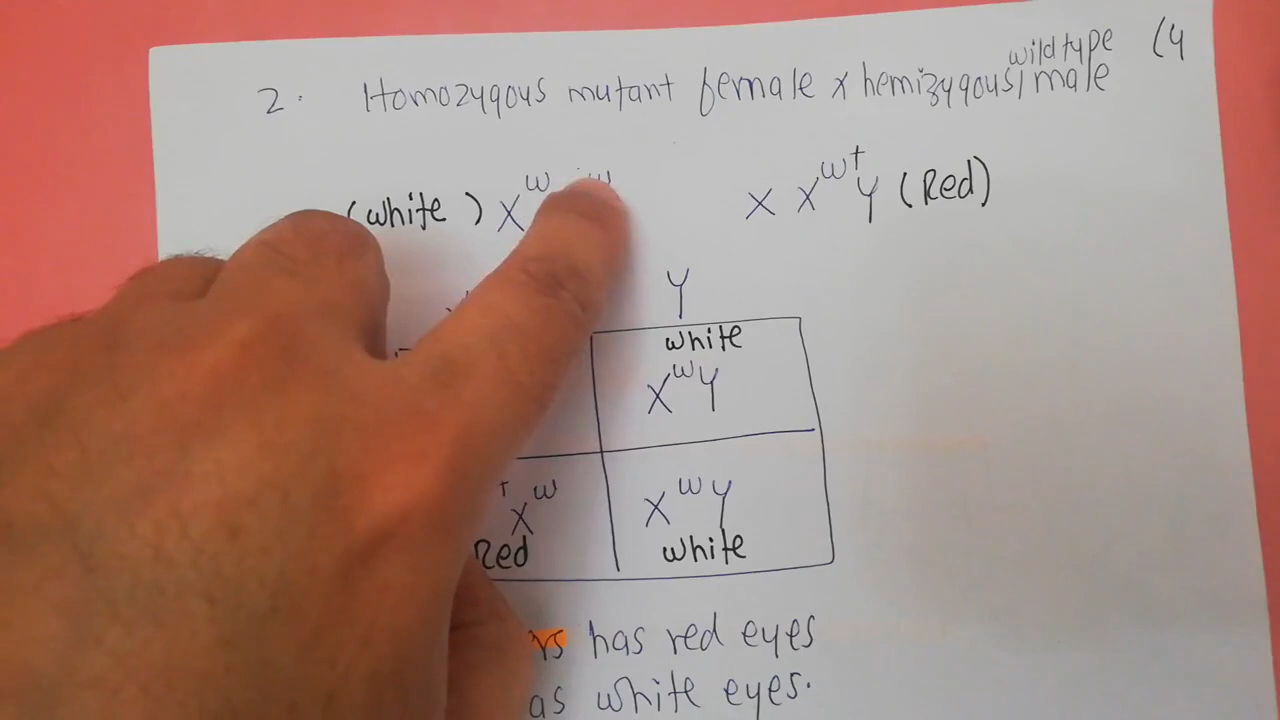 wild type (4
2. Homozygous mutant female x hemizygous/male
(white) X^w w x X^w+ Y (Red)
Y
white
X^w Y
X^w X^w Y
Red white
has red eyes
as white eyes.